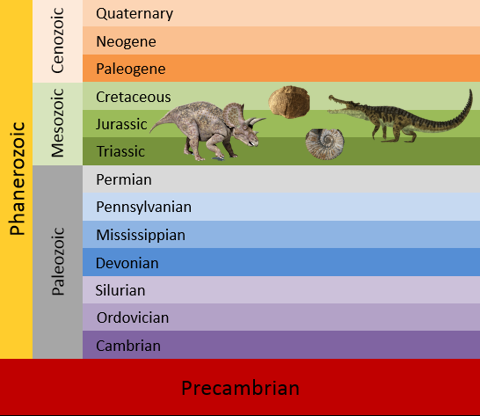 Phanerozoic
Cenozoic
Quaternary
Neogene
Paleogene
Mesozoic
Cretaceous
Jurassic
Triassic
Paleozoic
Permian
Pennsylvanian
Mississippian
Devonian
Silurian
Ordovician
Cambrian
Precambrian